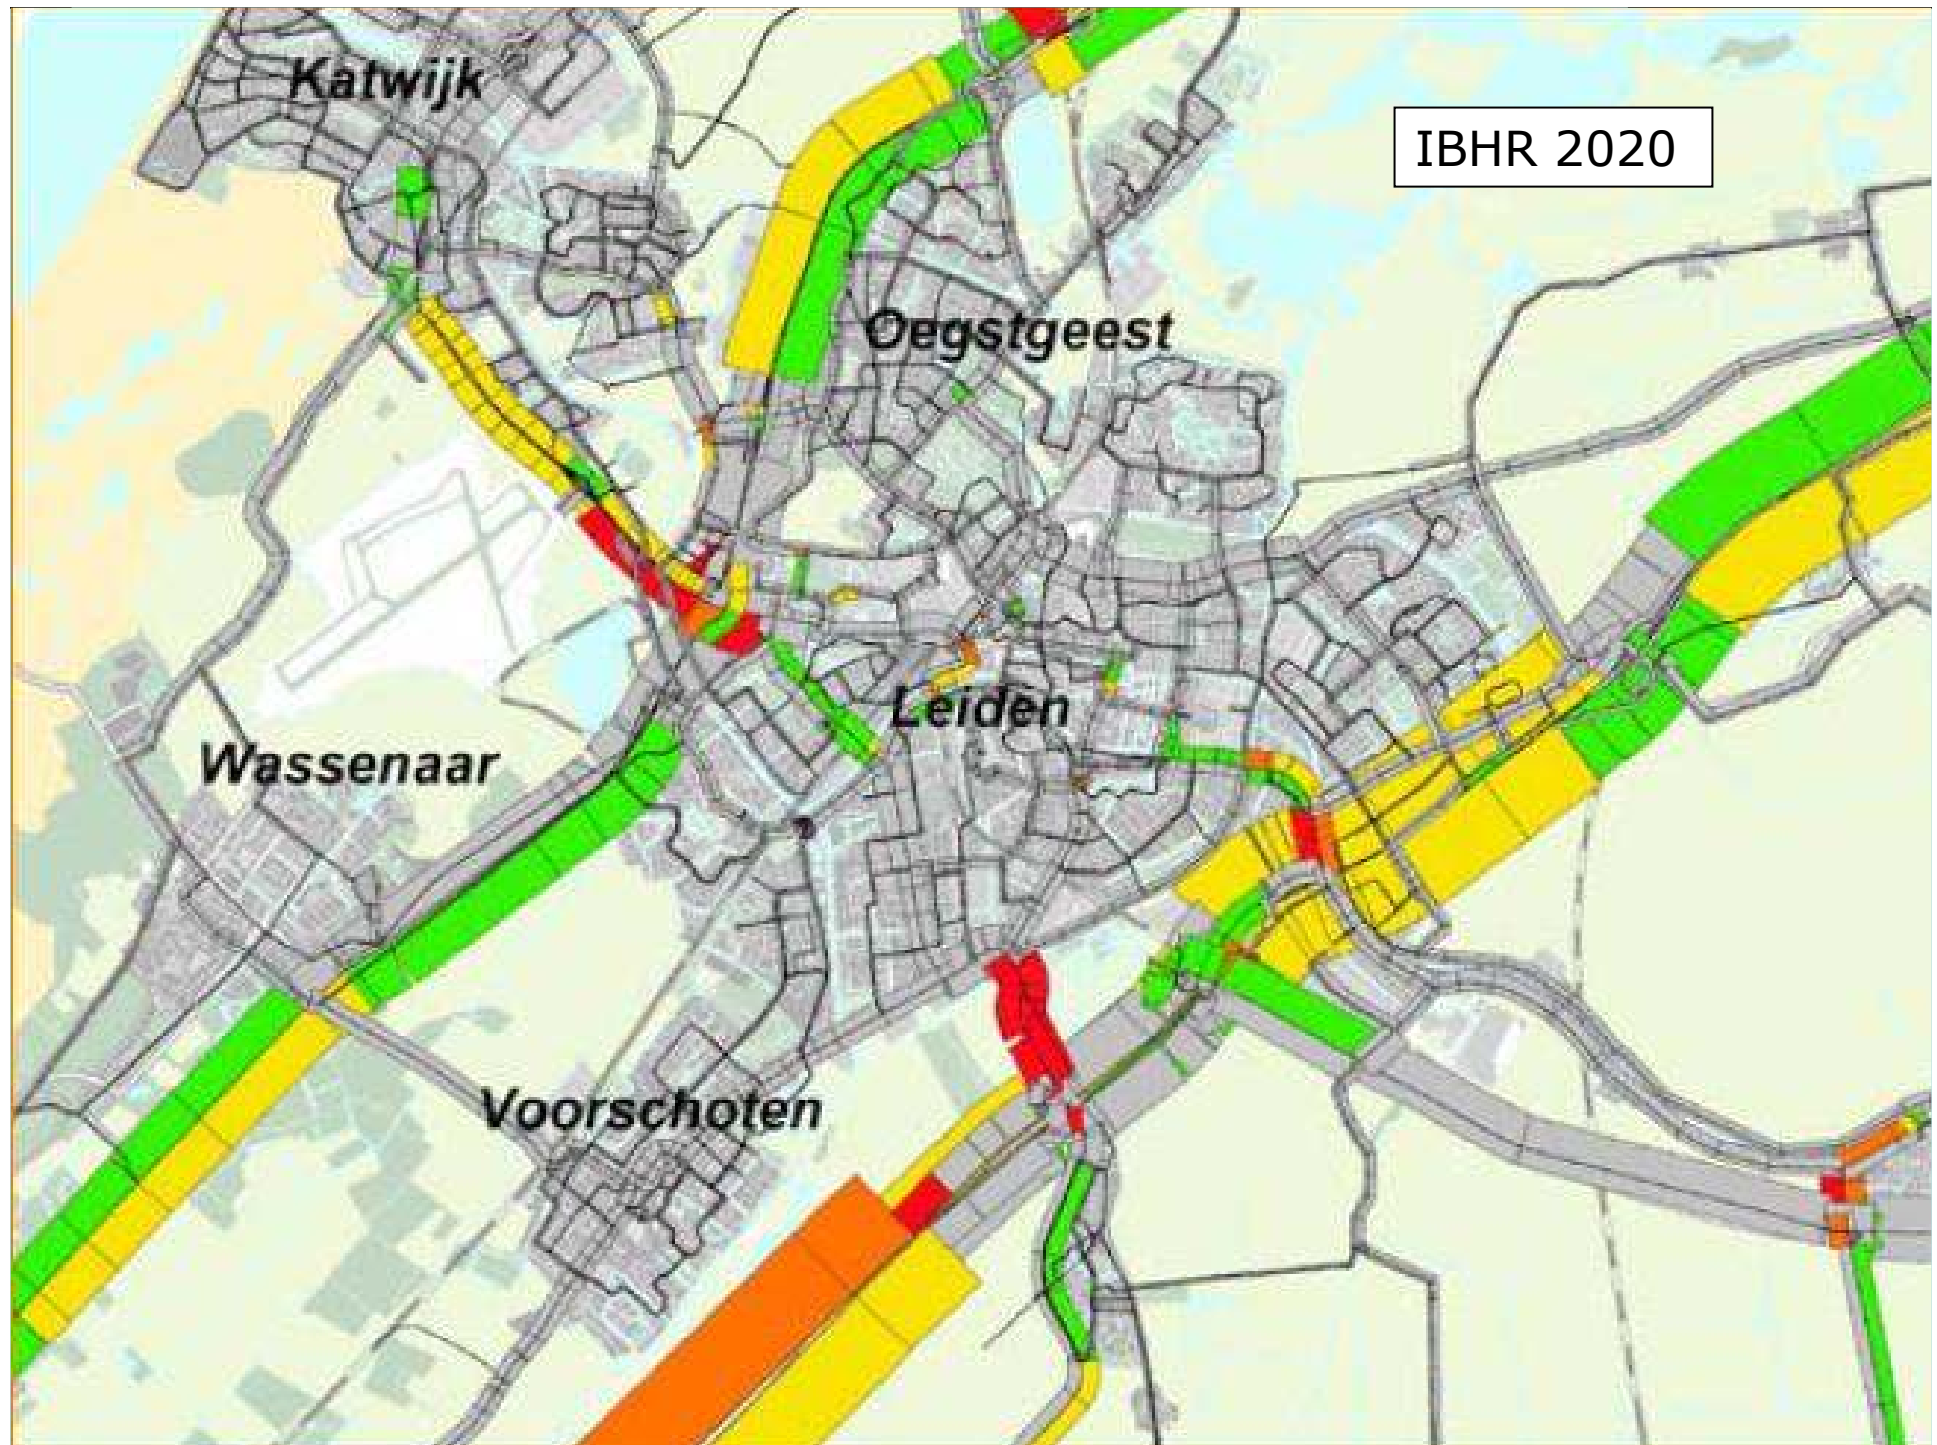 Katwijk
IBHR 2020
Oegstgeest
Leiden
Wassenaar
Voorschoten